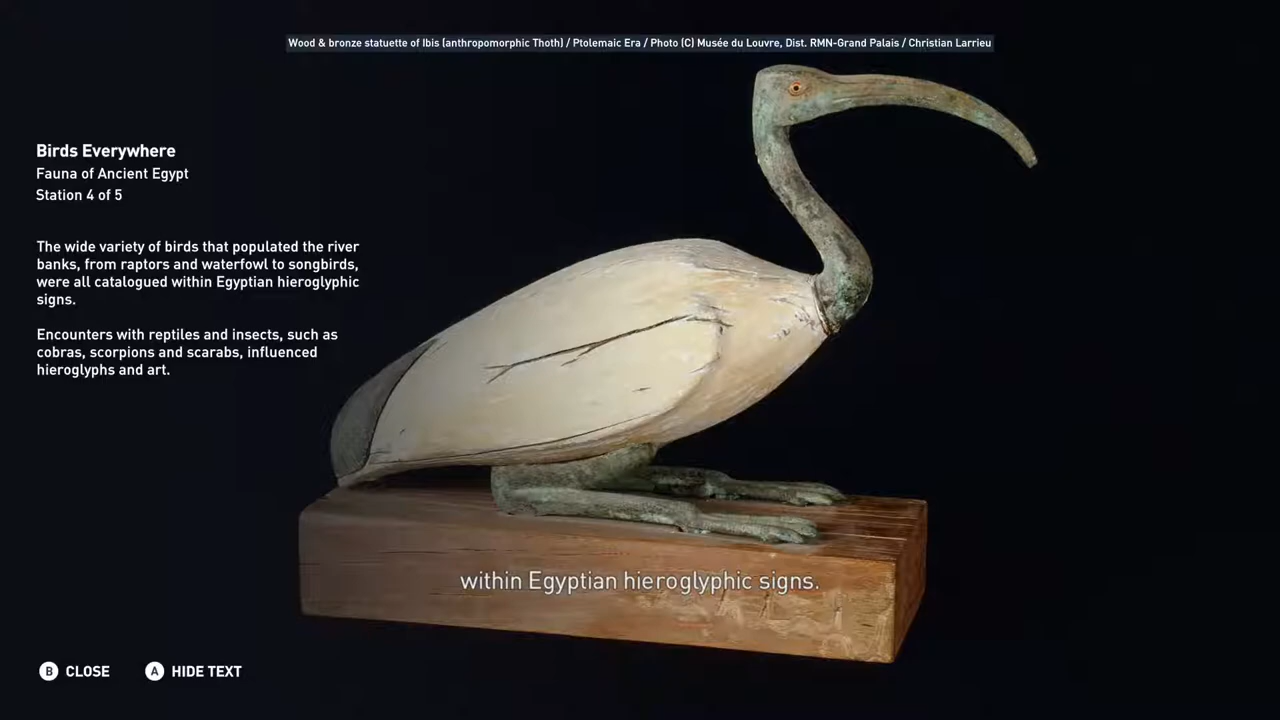 Wood & bronze statuette of Ibis (anthropomorphic Thoth) / Ptolemaic Era / Photo (C) Musée du Louvre, Dist. RMN-Grand Palais / Christian Larrieu
Birds Everywhere
Fauna of Ancient Egypt
Station 4 of 5
The wide variety of birds that populated the river
banks, from raptors and waterfowl to songbirds,
were all catalogued within Egyptian hieroglyphic
signs.
Encounters with reptiles and insects, such as
cobras, scorpions and scarabs, influenced
hieroglyphs and art.
within Egyptian hieroglyphic signs.
B CLOSE A HIDE TEXT